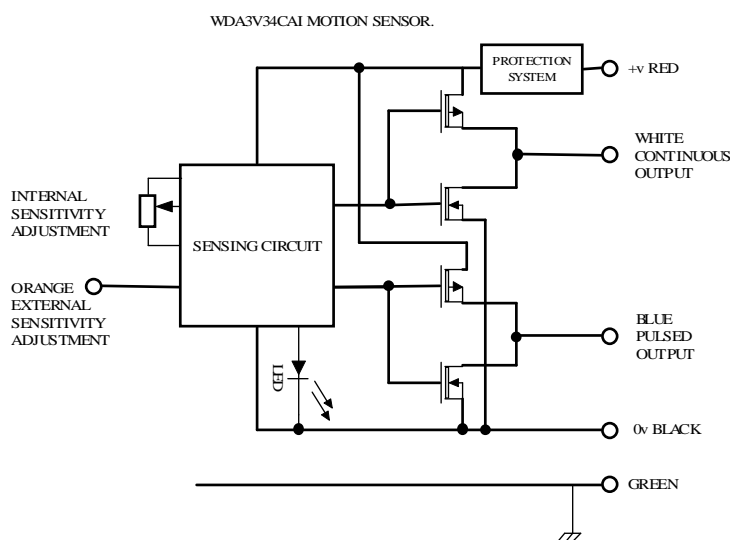 WDA3V34CAI MOTION SENSOR.
PROTECTION
SYSTEM
+v RED
WHITE
CONTINUOUS
OUTPUT
INTERNAL
SENSITIVITY
ADJUSTMENT
SENSING CIRCUIT
ORANGE
EXTERNAL
SENSITIVITY
ADJUSTMENT
BLUE
PULSED
OUTPUT
LED
0v BLACK
GREEN